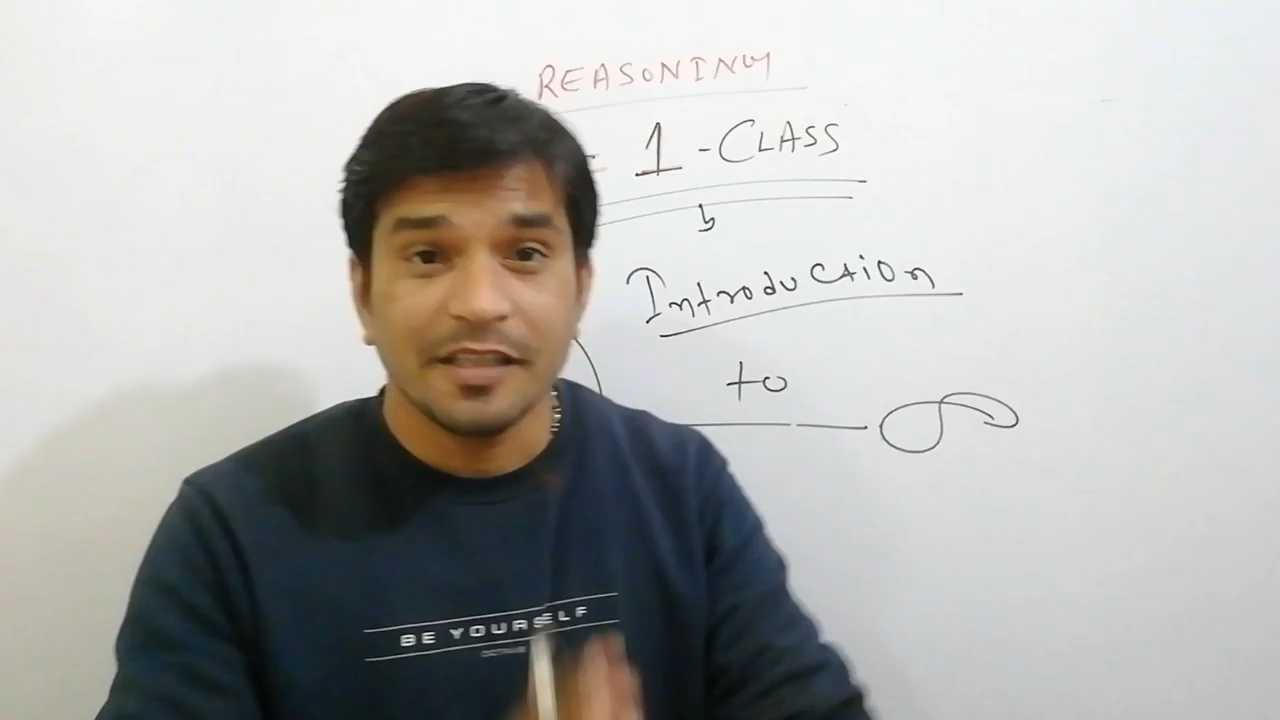 REASONING
1 - CLASS
Introduction
to
BE YOURSELF